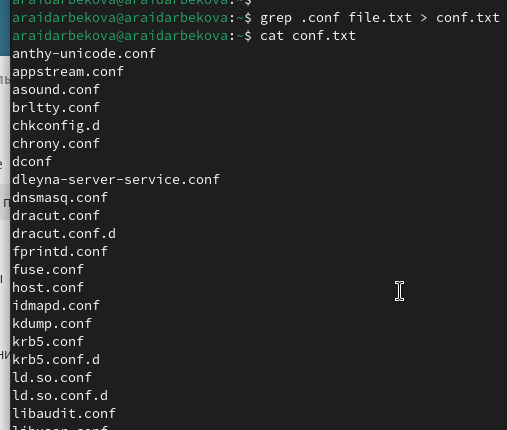 araidarbekova@araidarbekova:~$
araidarbekova@araidarbekova:~$ grep .conf file.txt > conf.txt
araidarbekova@araidarbekova:~$ cat conf.txt
anthy-unicode.conf
appstream.conf
asound.conf
brltty.conf
chkconfig.d
chrony.conf
dconf
dleyna-server-service.conf
dnsmasq.conf
dracut.conf
dracut.conf.d
fprintd.conf
fuse.conf
host.conf
idmapd.conf
kdump.conf
krb5.conf
krb5.conf.d
ld.so.conf
ld.so.conf.d
libaudit.conf